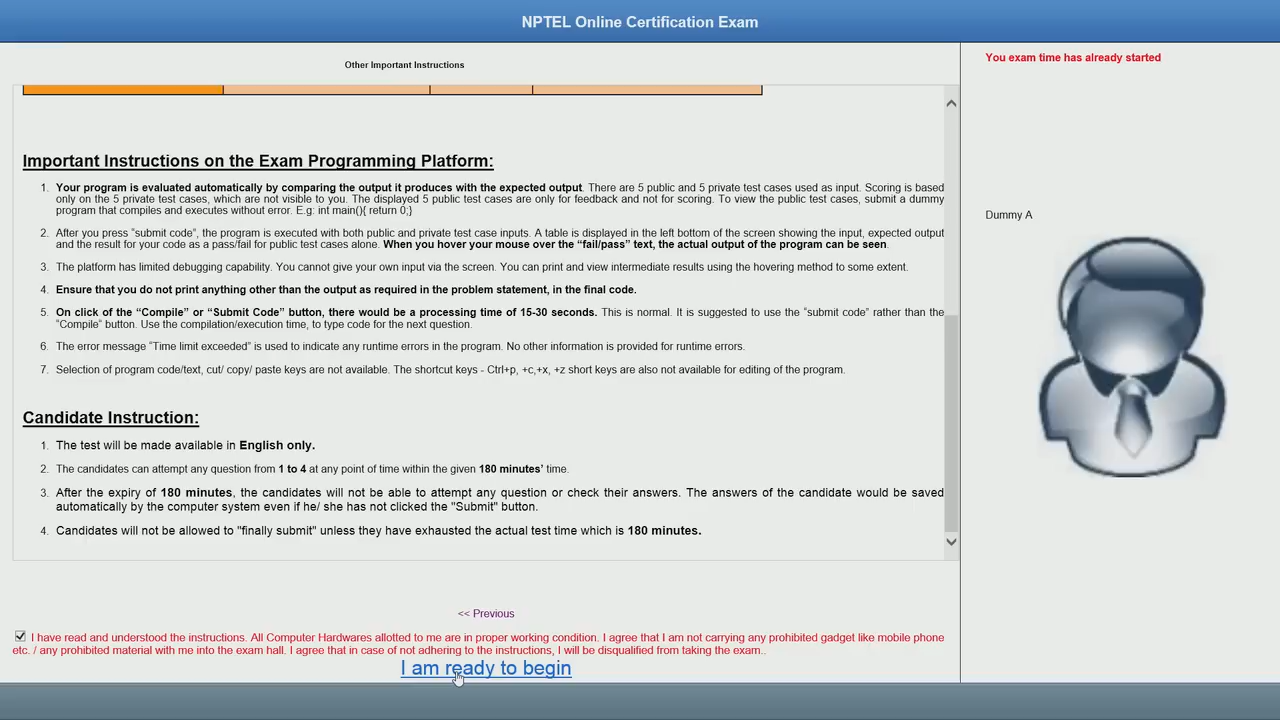 NPTEL Online Certification Exam
Other Important Instructions
You exam time has already started
Important Instructions on the Exam Programming Platform:
1. Your program is evaluated automatically by comparing the output it produces with the expected output. There are 5 public and 5 private test cases used as input. Scoring is based
only on the 5 private test cases, which are not visible to you. The displayed 5 public test cases are only for feedback and not for scoring. To view the public test cases, submit a dummy
program that compiles and executes without error. E.g: int main(){ return 0;}
2. After you press "submit code", the program is executed with both public and private test case inputs. A table is displayed in the left bottom of the screen showing the input, expected output
and the result for your code as a pass/fail for public test cases alone. When you hover your mouse over the “fail/pass” text, the actual output of the program can be seen.
3. The platform has limited debugging capability. You cannot give your own input via the screen. You can print and view intermediate results using the hovering method to some extent.
4. Ensure that you do not print anything other than the output as required in the problem statement, in the final code.
5. On click of the “Compile” or “Submit Code” button, there would be a processing time of 15-30 seconds. This is normal. It is suggested to use the "submit code" rather than the
"Compile" button. Use the compilation/execution time, to type code for the next question.
6. The error message “Time limit exceeded” is used to indicate any runtime errors in the program. No other information is provided for runtime errors.
7. Selection of program code/text, cut/ copy/ paste keys are not available. The shortcut keys - Ctrl+p, +c,+x, +z short keys are also not available for editing of the program.
Candidate Instruction:
1. The test will be made available in English only.
2. The candidates can attempt any question from 1 to 4 at any point of time within the given 180 minutes' time.
3. After the expiry of 180 minutes, the candidates will not be able to attempt any question or check their answers. The answers of the candidate would be saved
automatically by the computer system even if he/ she has not clicked the "Submit" button.
4. Candidates will not be allowed to "finally submit" unless they have exhausted the actual test time which is 180 minutes.
<< Previous
I have read and understood the instructions. All Computer Hardwares allotted to me are in proper working condition. I agree that I am not carrying any prohibited gadget like mobile phone
etc. / any prohibited material with me into the exam hall. I agree that in case of not adhering to the instructions, I will be disqualified from taking the exam..
I am ready to begin
Dummy A